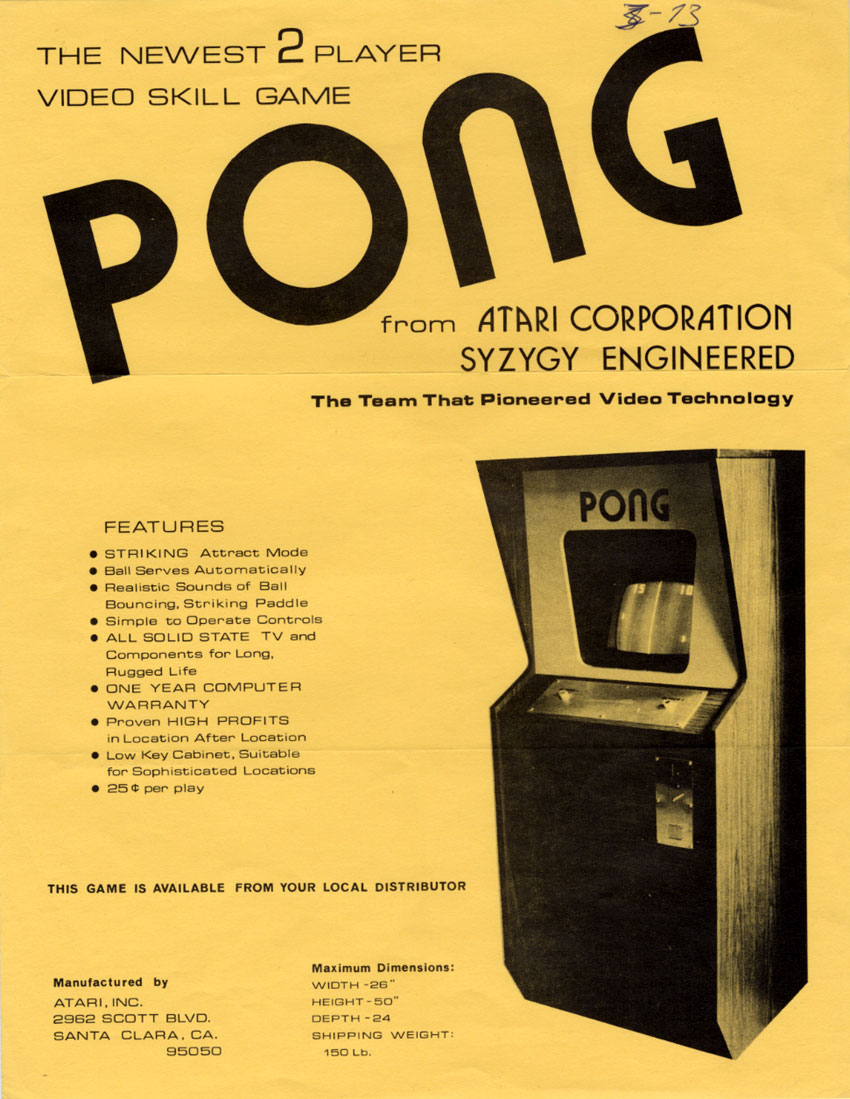 THE NEWEST 2 PLAYER
VIDEO SKILL GAME
PONG
from ATARI CORPORATION
SYZYGY ENGINEERED
The Team That Pioneered Video Technology
PONG
FEATURES
● STRIKING Attract Mode
● Ball Serves Automatically
● Realistic Sounds of Ball
Bouncing, Striking Paddle
● Simple to Operate Controls
● ALL SOLID STATE TV and
Components for Long,
Rugged Life
● ONE YEAR COMPUTER
WARRANTY
● Proven HIGH PROFITS
in Location After Location
● Low Key Cabinet, Suitable
for Sophisticated Locations
● 25¢ per play
THIS GAME IS AVAILABLE FROM YOUR LOCAL DISTRIBUTOR
Manufactured by
ATARI, INC.
2962 SCOTT BLVD.
SANTA CLARA, CA.
95050
Maximum Dimensions:
WIDTH -26"
HEIGHT -50"
DEPTH -24
SHIPPING WEIGHT:
150 Lb.